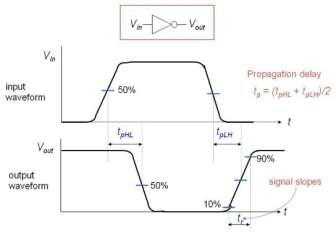 Vin Vout
Vin
Propagation delay
tp = (tpHL + tpLH)/2
input
waveform
50%
t
tpHL tpLH
Vout
90%
output
waveform
50%
signal slopes
10%
tr
t